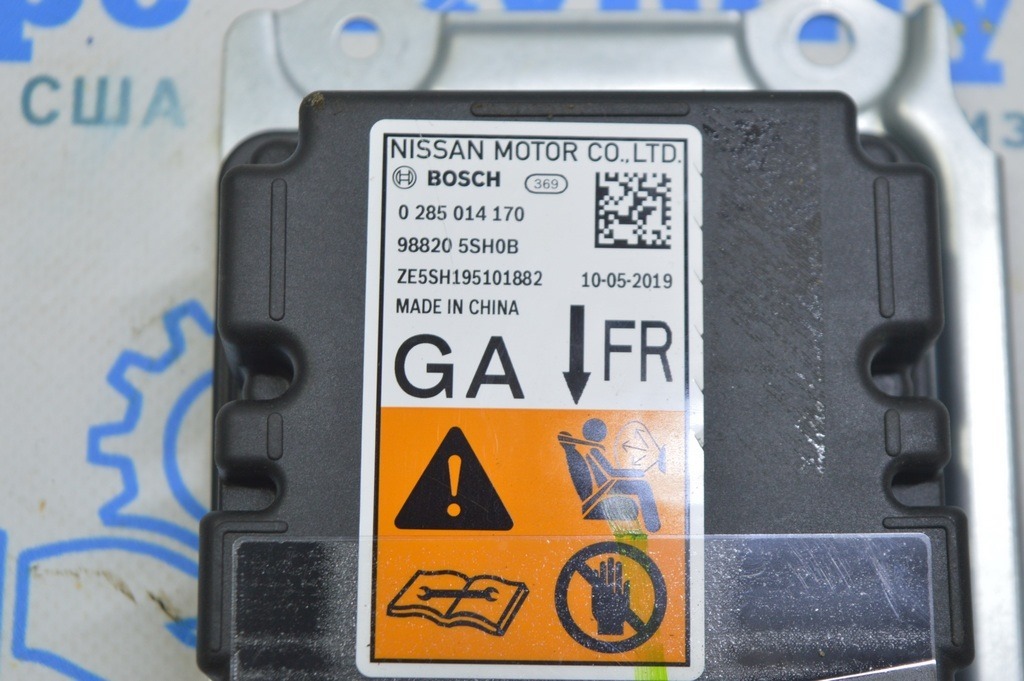 США
NISSAN MOTOR CO.,LTD.
BOSCH 369
0 285 014 170
98820 5SH0B
ZE5SH195101882 10-05-2019
MADE IN CHINA
GA FR